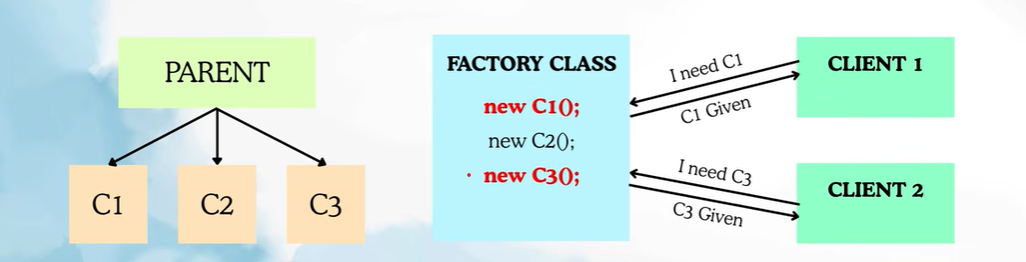 PARENT
C1
C2
C3
FACTORY CLASS
new C1();
new C2();
· new C3();
I need C1
C1 Given
I need C3
C3 Given
CLIENT 1
CLIENT 2